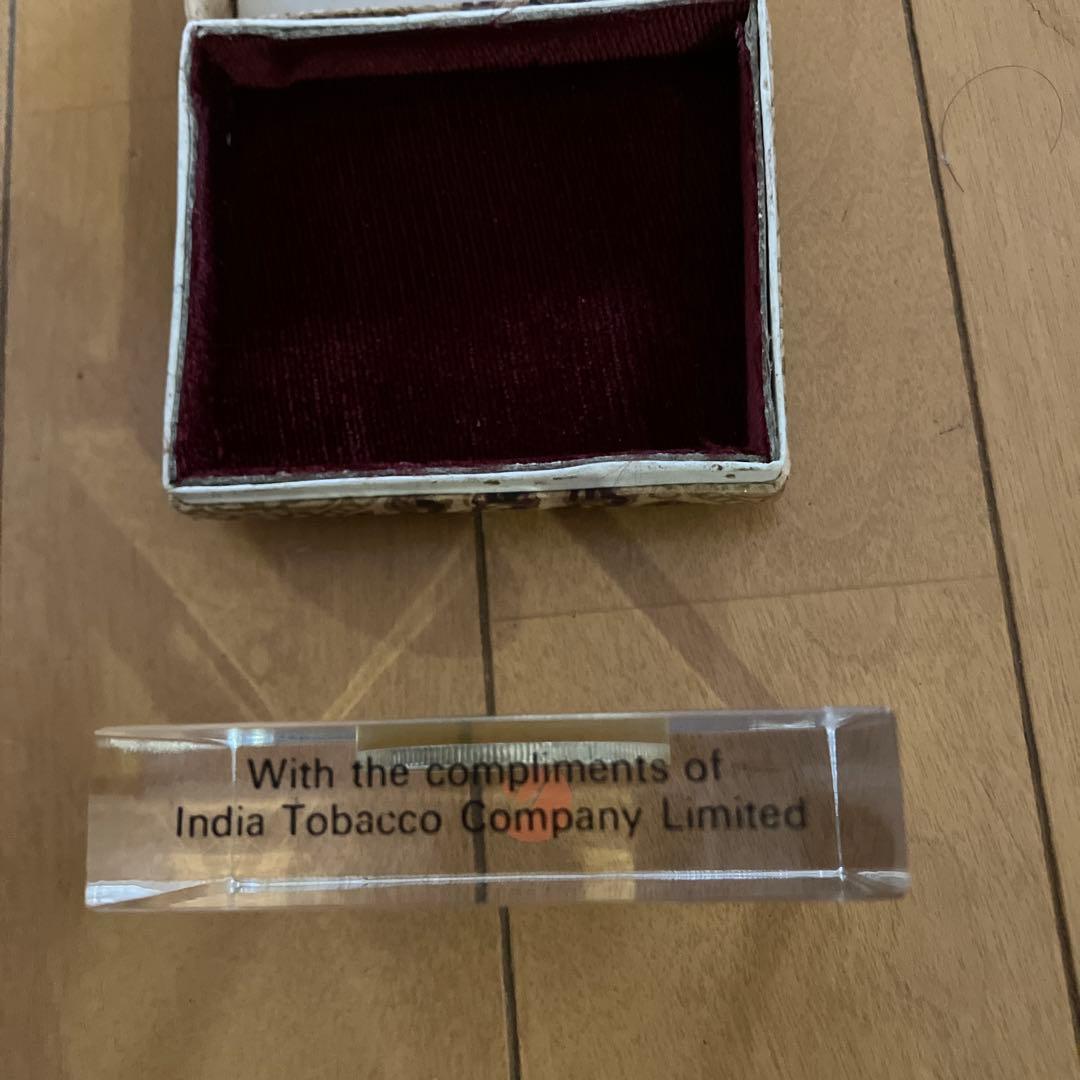 With the compliments of
India Tobacco Company Limited